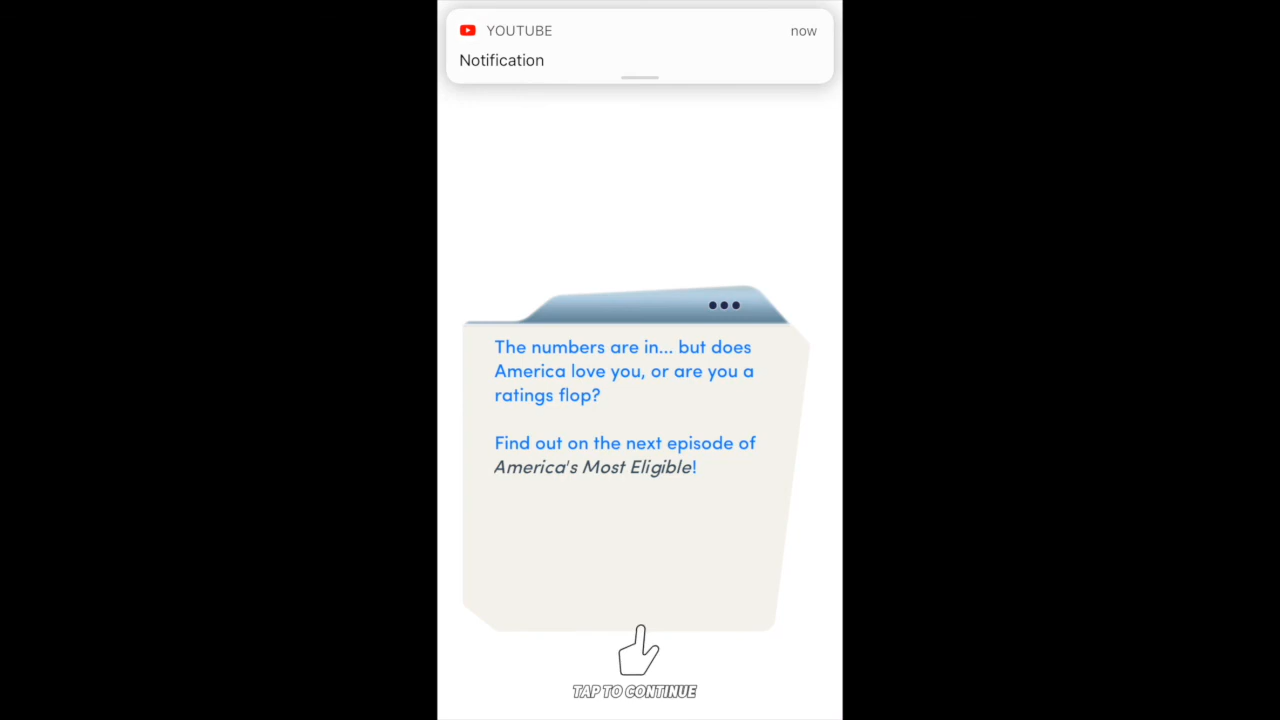 YOUTUBE now
Notification
The numbers are in... but does
America love you, or are you a
ratings flop?
Find out on the next episode of
America's Most Eligible!
TAP TO CONTINUE